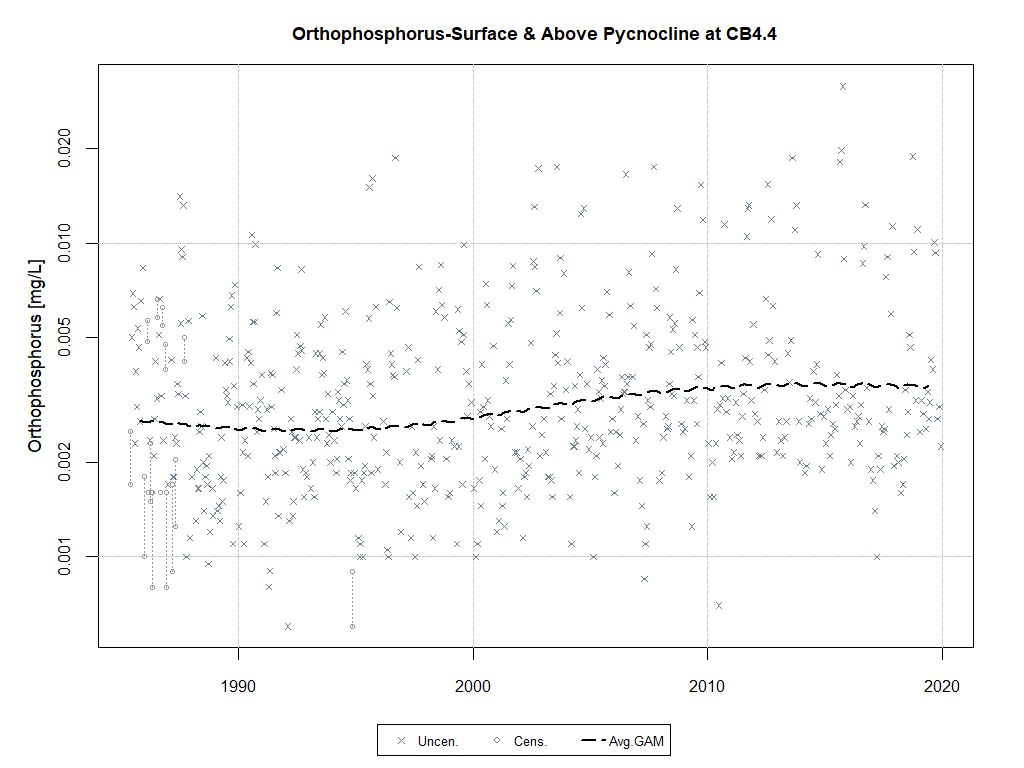 Orthophosphorus-Surface & Above Pycnocline at CB4.4
Orthophosphorus [mg/L]
0.020
0.010
0.005
0.002
0.001
1990 2000 2010 2020
Uncen. Cens. Avg.GAM